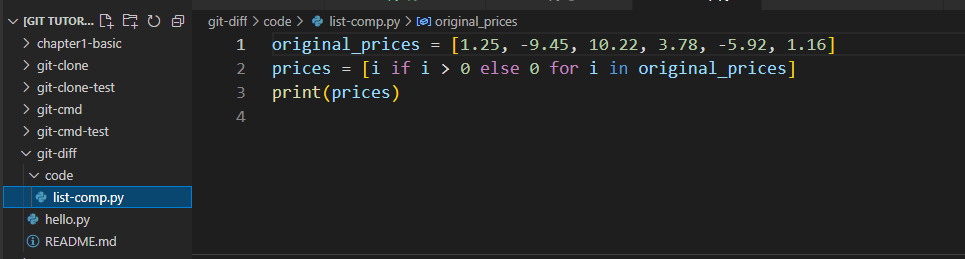 [GIT TUTOR...
chapter1-basic
git-clone
git-clone-test
git-cmd
git-cmd-test
git-diff
code
list-comp.py
hello.py
README.md
git-diff > code > list-comp.py > original_prices
1 original_prices = [1.25, -9.45, 10.22, 3.78, -5.92, 1.16]
2 prices = [i if i > 0 else 0 for i in original_prices]
3 print(prices)
4